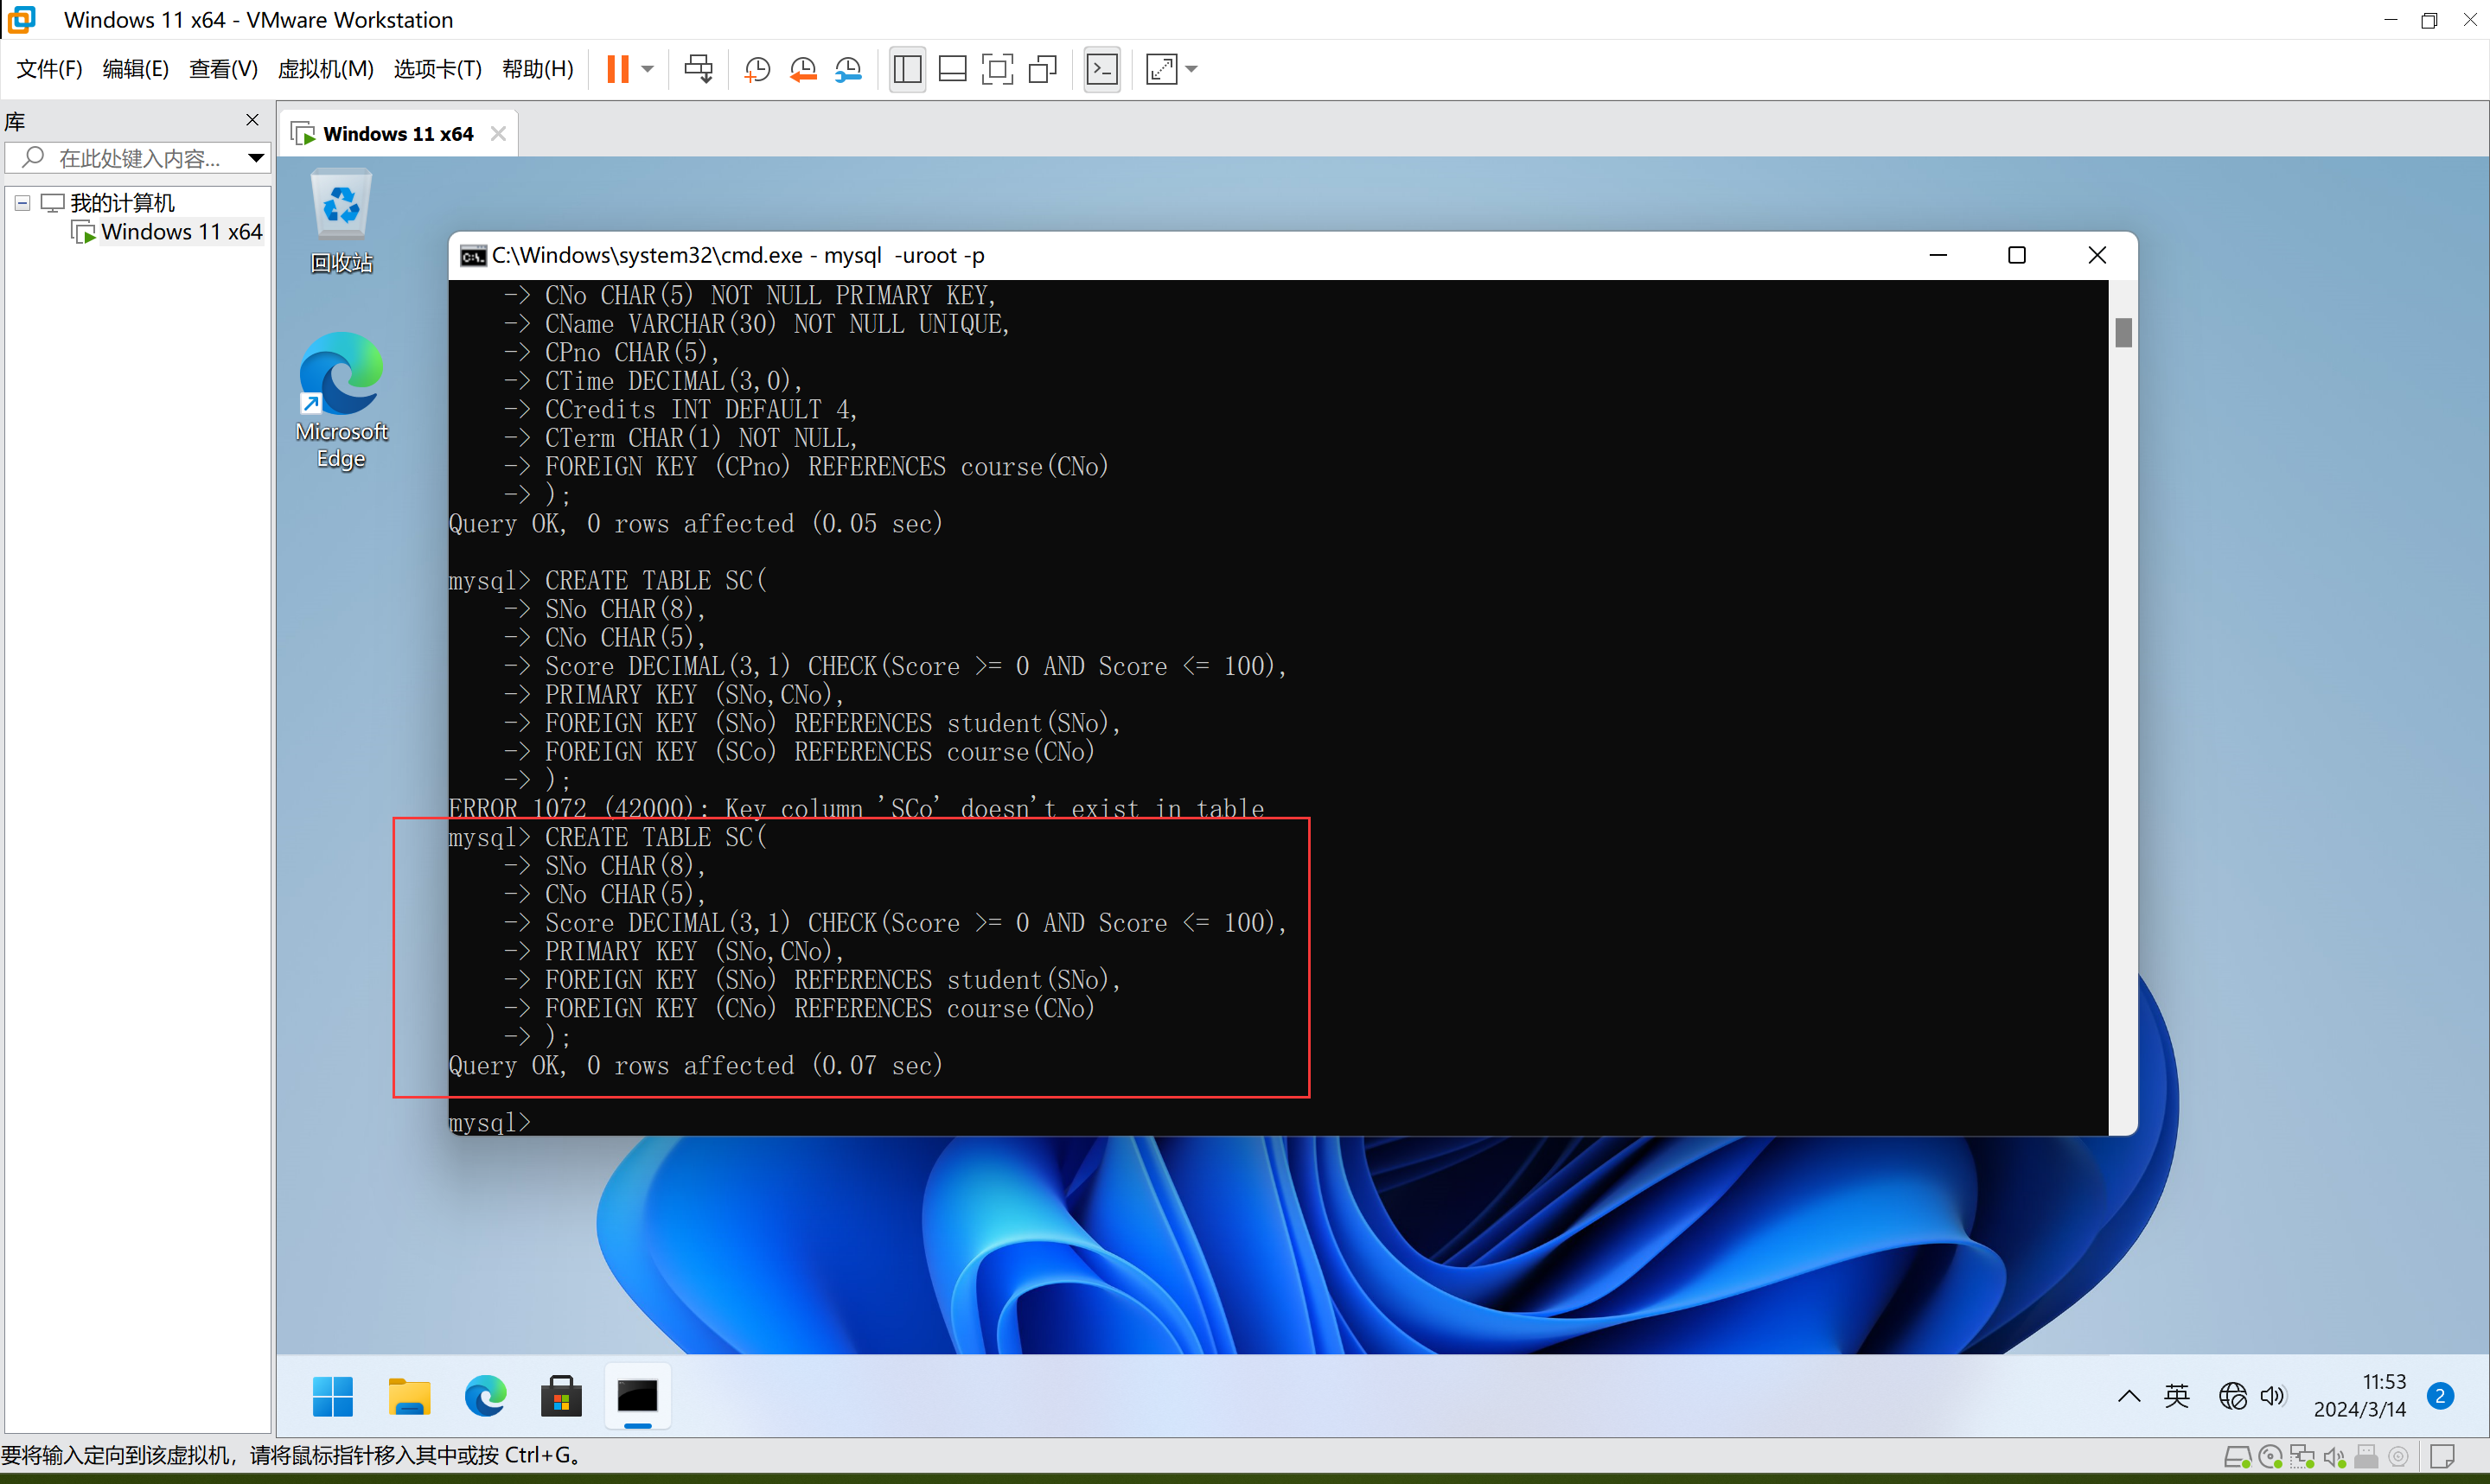 Windows 11 x64 - VMware Workstation
文件(F) 编辑(E) 查看(V) 虚拟机(M) 选项卡(T) 帮助(H)
库
在此处键入内容...
我的计算机
Windows 11 x64
Windows 11 x64
回收站
Microsoft
Edge
C:\Windows\system32\cmd.exe - mysql  -uroot -p
    -> CNo CHAR(5) NOT NULL PRIMARY KEY,
    -> CName VARCHAR(30) NOT NULL UNIQUE,
    -> CPno CHAR(5),
    -> CTime DECIMAL(3,0),
    -> CCredits INT DEFAULT 4,
    -> CTerm CHAR(1) NOT NULL,
    -> FOREIGN KEY (CPno) REFERENCES course(CNo)
    -> );
Query OK, 0 rows affected (0.05 sec)
mysql> CREATE TABLE SC(
    -> SNo CHAR(8),
    -> CNo CHAR(5),
    -> Score DECIMAL(3,1) CHECK(Score >= 0 AND Score <= 100),
    -> PRIMARY KEY (SNo,CNo),
    -> FOREIGN KEY (SNo) REFERENCES student(SNo),
    -> FOREIGN KEY (SCo) REFERENCES course(CNo)
    -> );
ERROR 1072 (42000): Key column 'SCo' doesn't exist in table
mysql> CREATE TABLE SC(
    -> SNo CHAR(8),
    -> CNo CHAR(5),
    -> Score DECIMAL(3,1) CHECK(Score >= 0 AND Score <= 100),
    -> PRIMARY KEY (SNo,CNo),
    -> FOREIGN KEY (SNo) REFERENCES student(SNo),
    -> FOREIGN KEY (CNo) REFERENCES course(CNo)
    -> );
Query OK, 0 rows affected (0.07 sec)
mysql>
英
11:53
2024/3/14
2
要将输入定向到该虚拟机，请将鼠标指针移入其中或按 Ctrl+G。